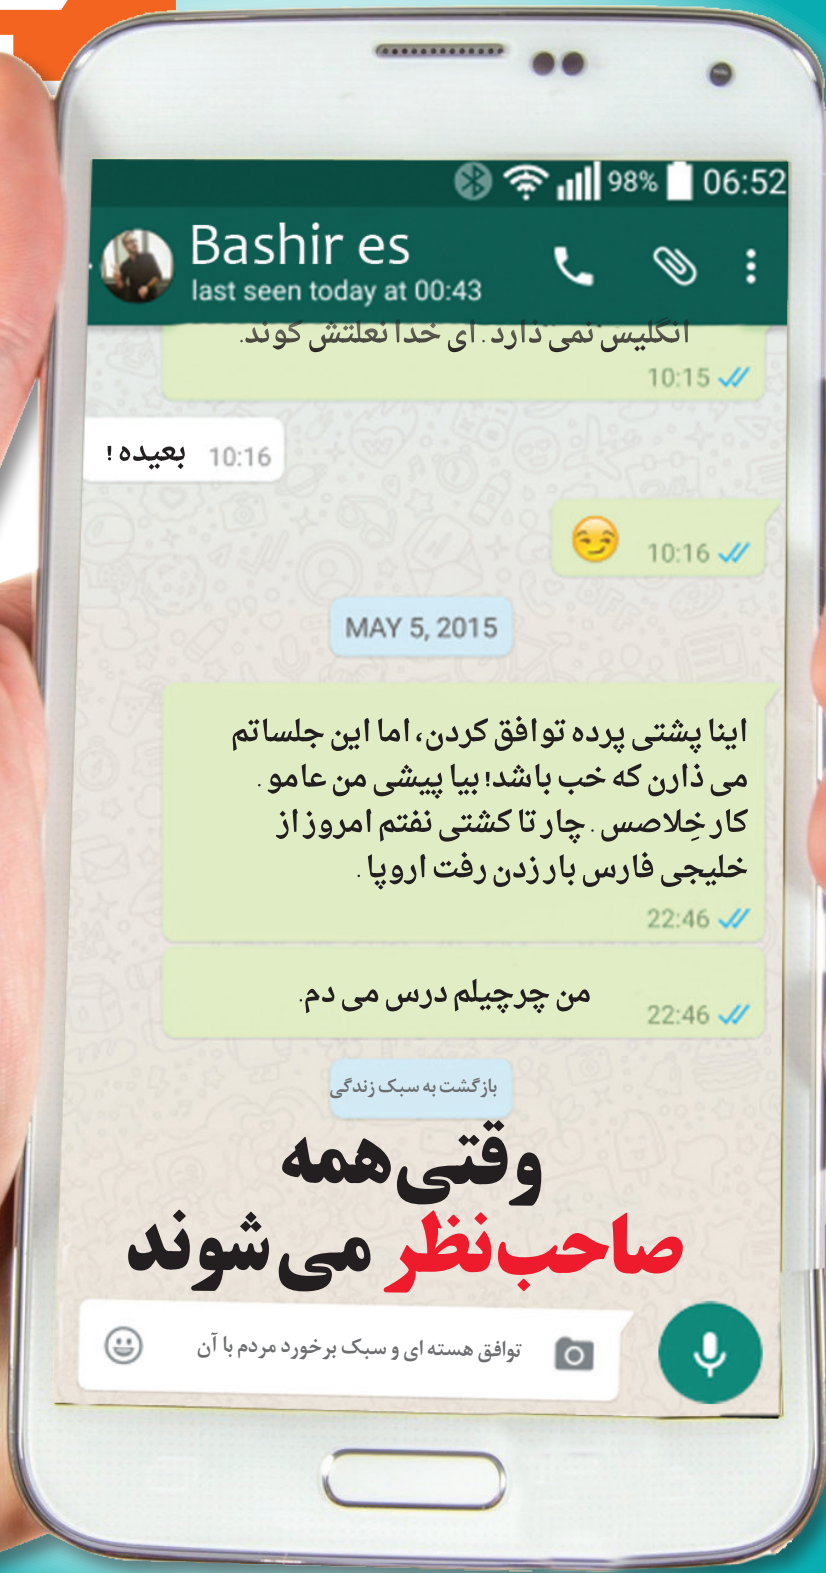 98% 06:52
Bashir es
last seen today at 00:43
انگلیس نمی ذارد. ای خدا نعلتش کوند.
10:15
بعیده !
10:16
10:16
MAY 5, 2015
اینا پشتی پرده توافق کردن، اما این جلساتم
می ذارن که خب باشد! بیا پیشی من عامو .
کار خِلاصس . چار تا کشتی نفتم امروز از
خلیجی فارس بار زدن رفت اروپا .
22:46
من چرچیلم درس می دم.
22:46
بازگشت به سبک زندگی
وقتی همه
صاحب‌نظر می‌شوند
توافق هسته ای و سبک برخورد مردم با آن